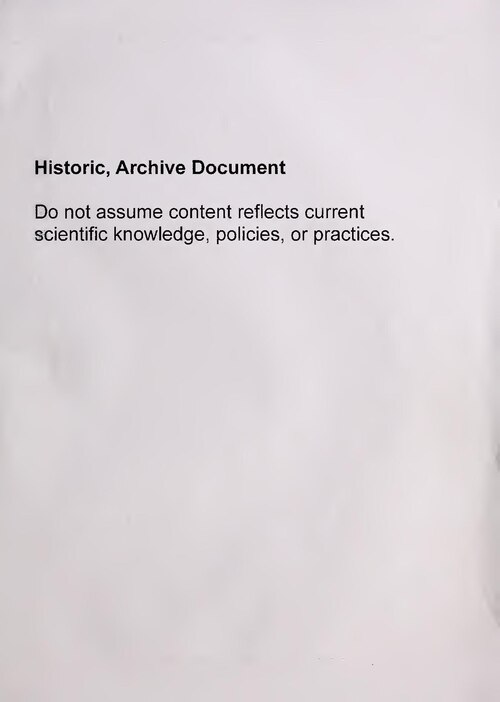 Historic, Archive Document
Do not assume content reflects current
scientific knowledge, policies, or practices.